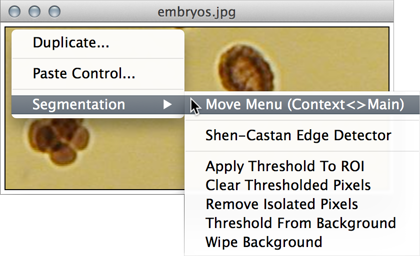 embryos.jpg
Duplicate...
Paste Control...
Segmentation
Move Menu (Context<>Main)
Shen-Castan Edge Detector
Apply Threshold To ROI
Clear Thresholded Pixels
Remove Isolated Pixels
Threshold From Background
Wipe Background